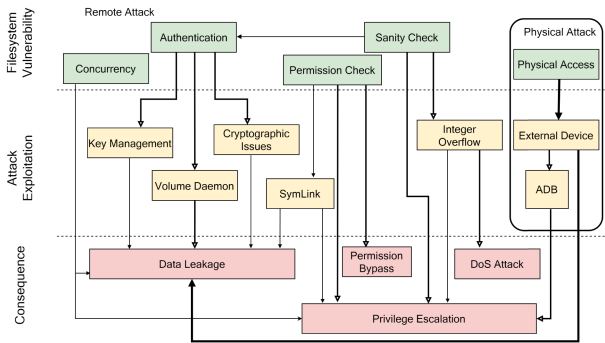 Filesystem
Vulnerability
Remote Attack
Authentication
Sanity Check
Physical Attack
Concurrency
Permission Check
Physical Access
Attack
Exploitation
Key Management
Cryptographic
Issues
Integer
Overflow
External Device
Volume Daemon
SymLink
ADB
Consequence
Data Leakage
Permission
Bypass
DoS Attack
Privilege Escalation